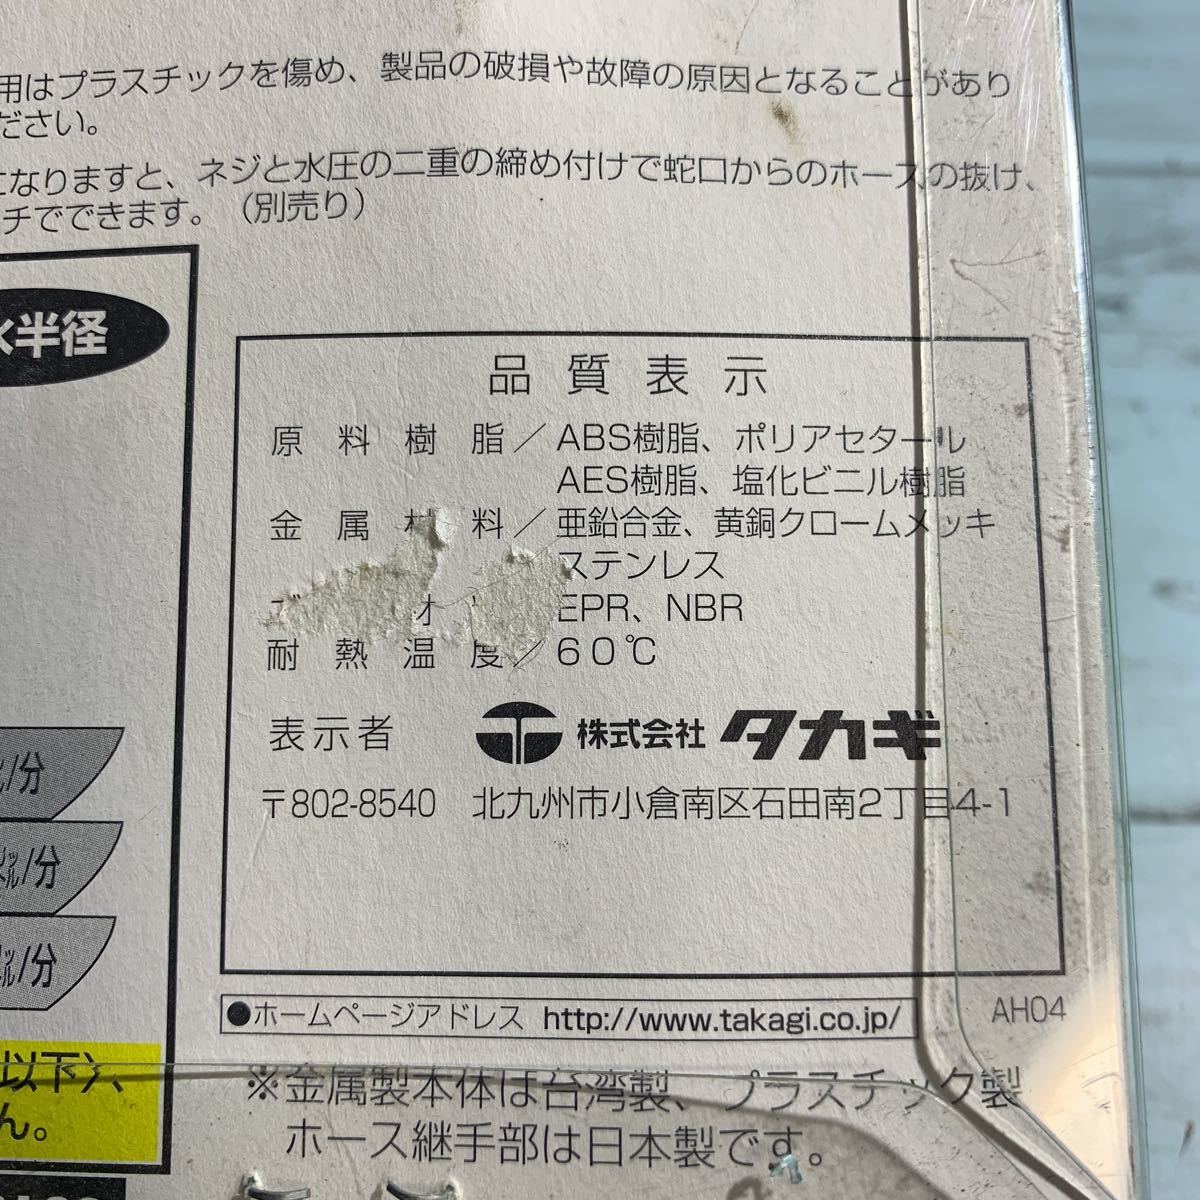 用はプラスチックを傷め、製品の破損や故障の原因となることがあり
ださい。
になりますと、ネジと水圧の二重の締め付けで蛇口からのホースの抜け、
チでできます。(別売り)
水半径
品質表示
原料樹脂／ABS樹脂、ポリアセタール
AES樹脂、塩化ビニル樹脂
金属材料／亜鉛合金、黄銅クロームメッキ
ステンレス
EPR、NBR
耐熱温度／60℃
表示者 株式会社 タカギ
〒802-8540 北九州市小倉南区石田南2丁目4-1
/分
/分
/分
●ホームページアドレス http://www.takagi.co.jp/
AH04
以下)、
ん。
※金属製本体は台湾製、プラスチック製
ホース継手部は日本製です。